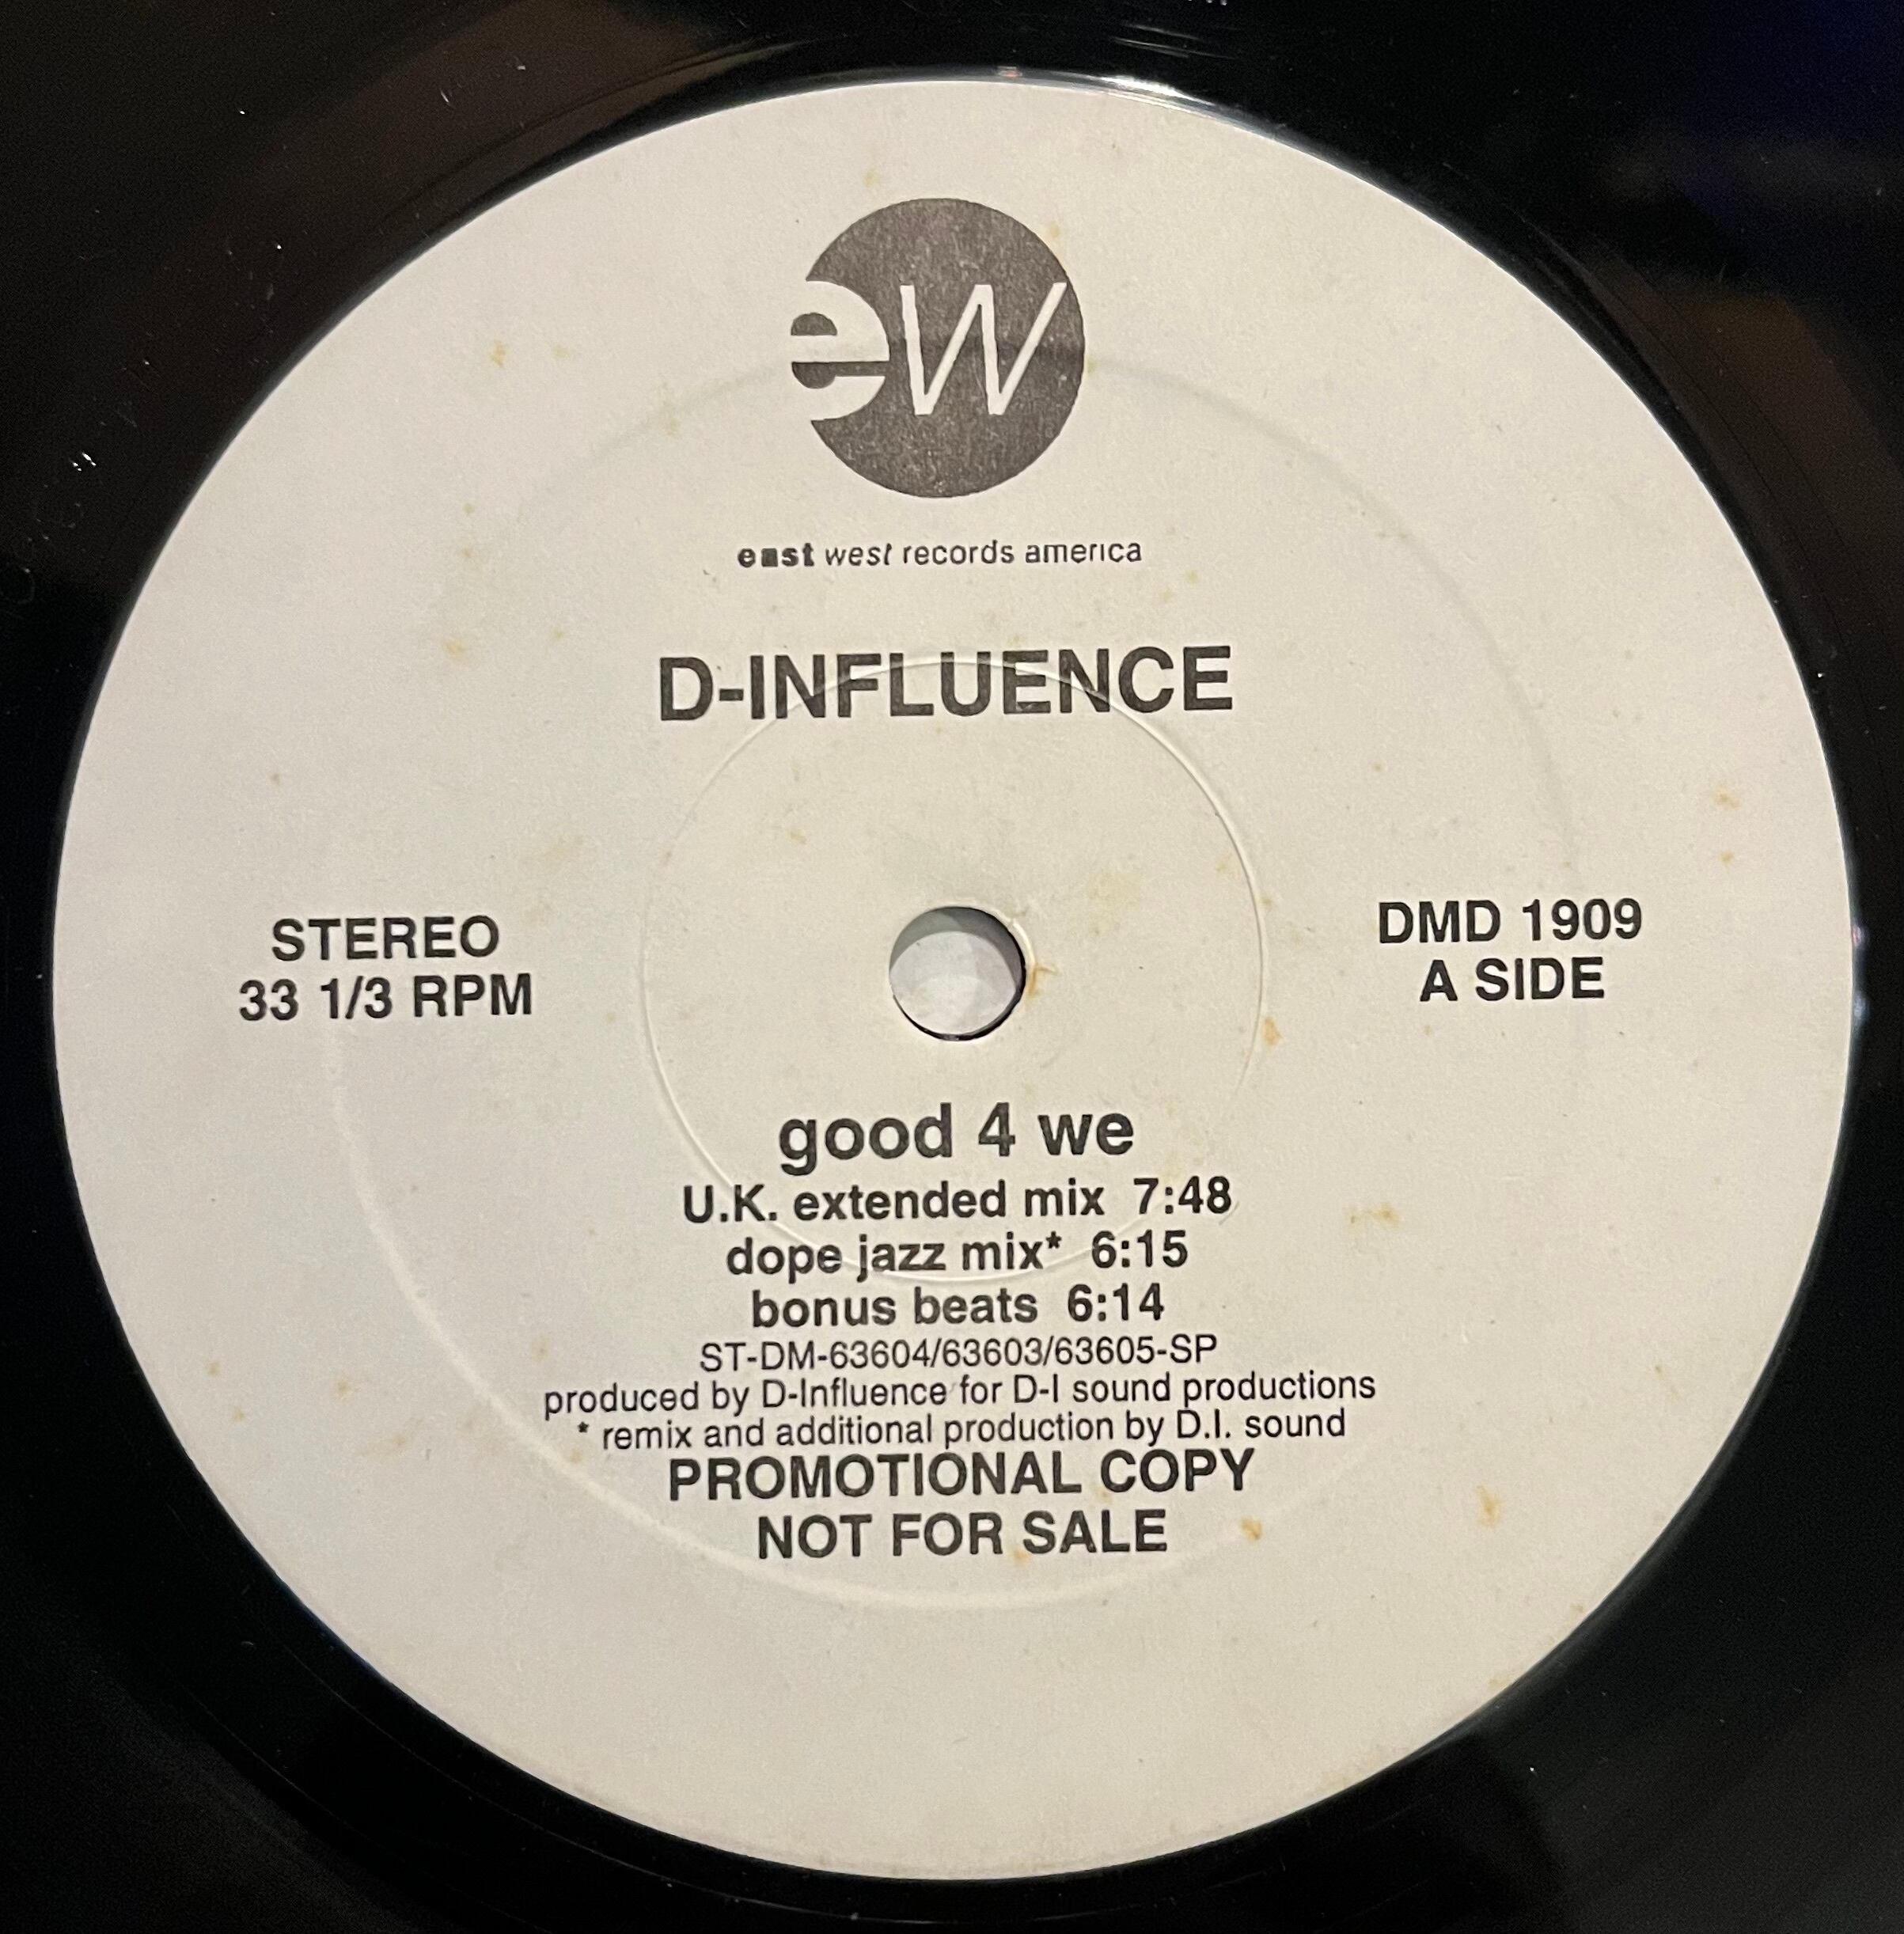 eW
east west records america
D-INFLUENCE
STEREO
33 1/3 RPM
DMD 1909
A SIDE
good 4 we
U.K. extended mix 7:48
dope jazz mix* 6:15
bonus beats 6:14
ST-DM-63604/63603/63605-SP
produced by D-Influence for D-I sound productions
* remix and additional production by D.I. sound
PROMOTIONAL COPY
NOT FOR SALE